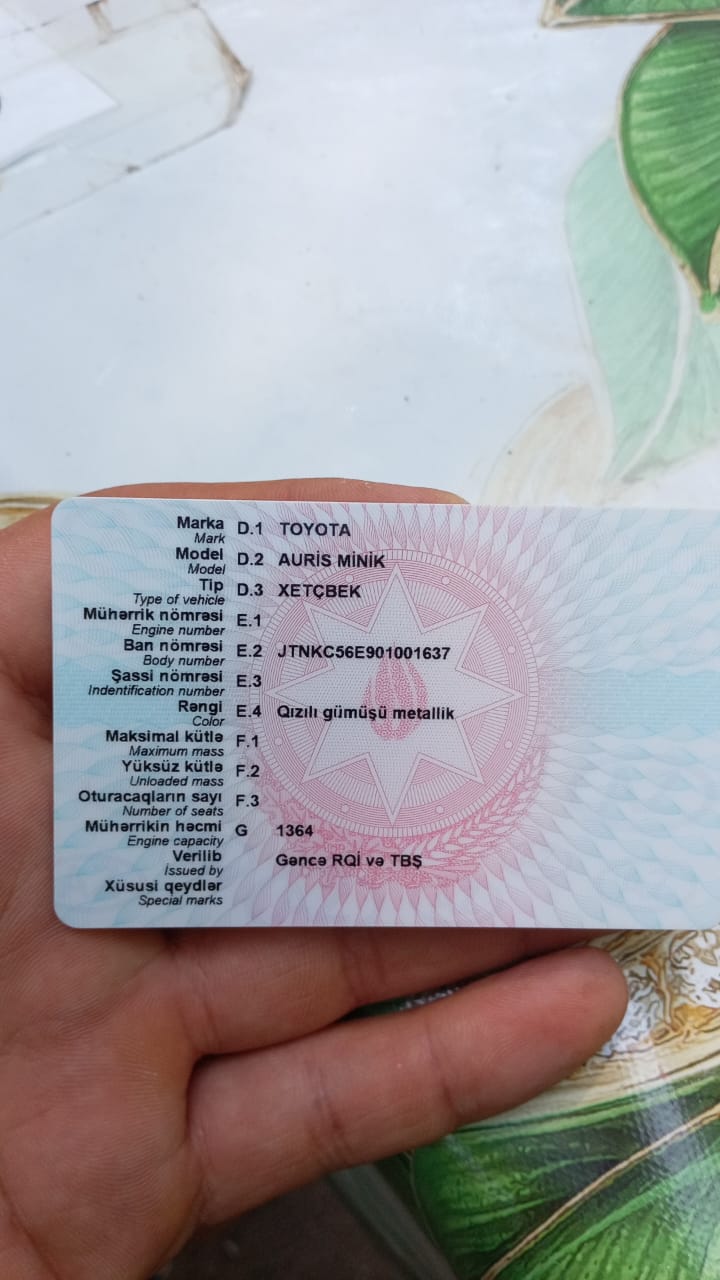 Marka D.1 TOYOTA
Mark
Model D.2 AURİS MİNİK
Model
Tip D.3 XETÇBEK
Type of vehicle
Mühərrik nömrəsi E.1
Engine number
Ban nömrəsi E.2 JTNKC56E901001637
Body number
Şassi nömrəsi E.3
Indentification number
Rəngi E.4 Qızılı gümüşü metallik
Color
Maksimal kütlə F.1
Maximum mass
Yüksüz kütlə F.2
Unloaded mass
Oturacaqların sayı F.3
Number of seats
Mühərrikin həcmi G 1364
Engine capacity
Verilib Gəncə RQİ və TBŞ
İssued by
Xüsusi qeydlər
Special marks